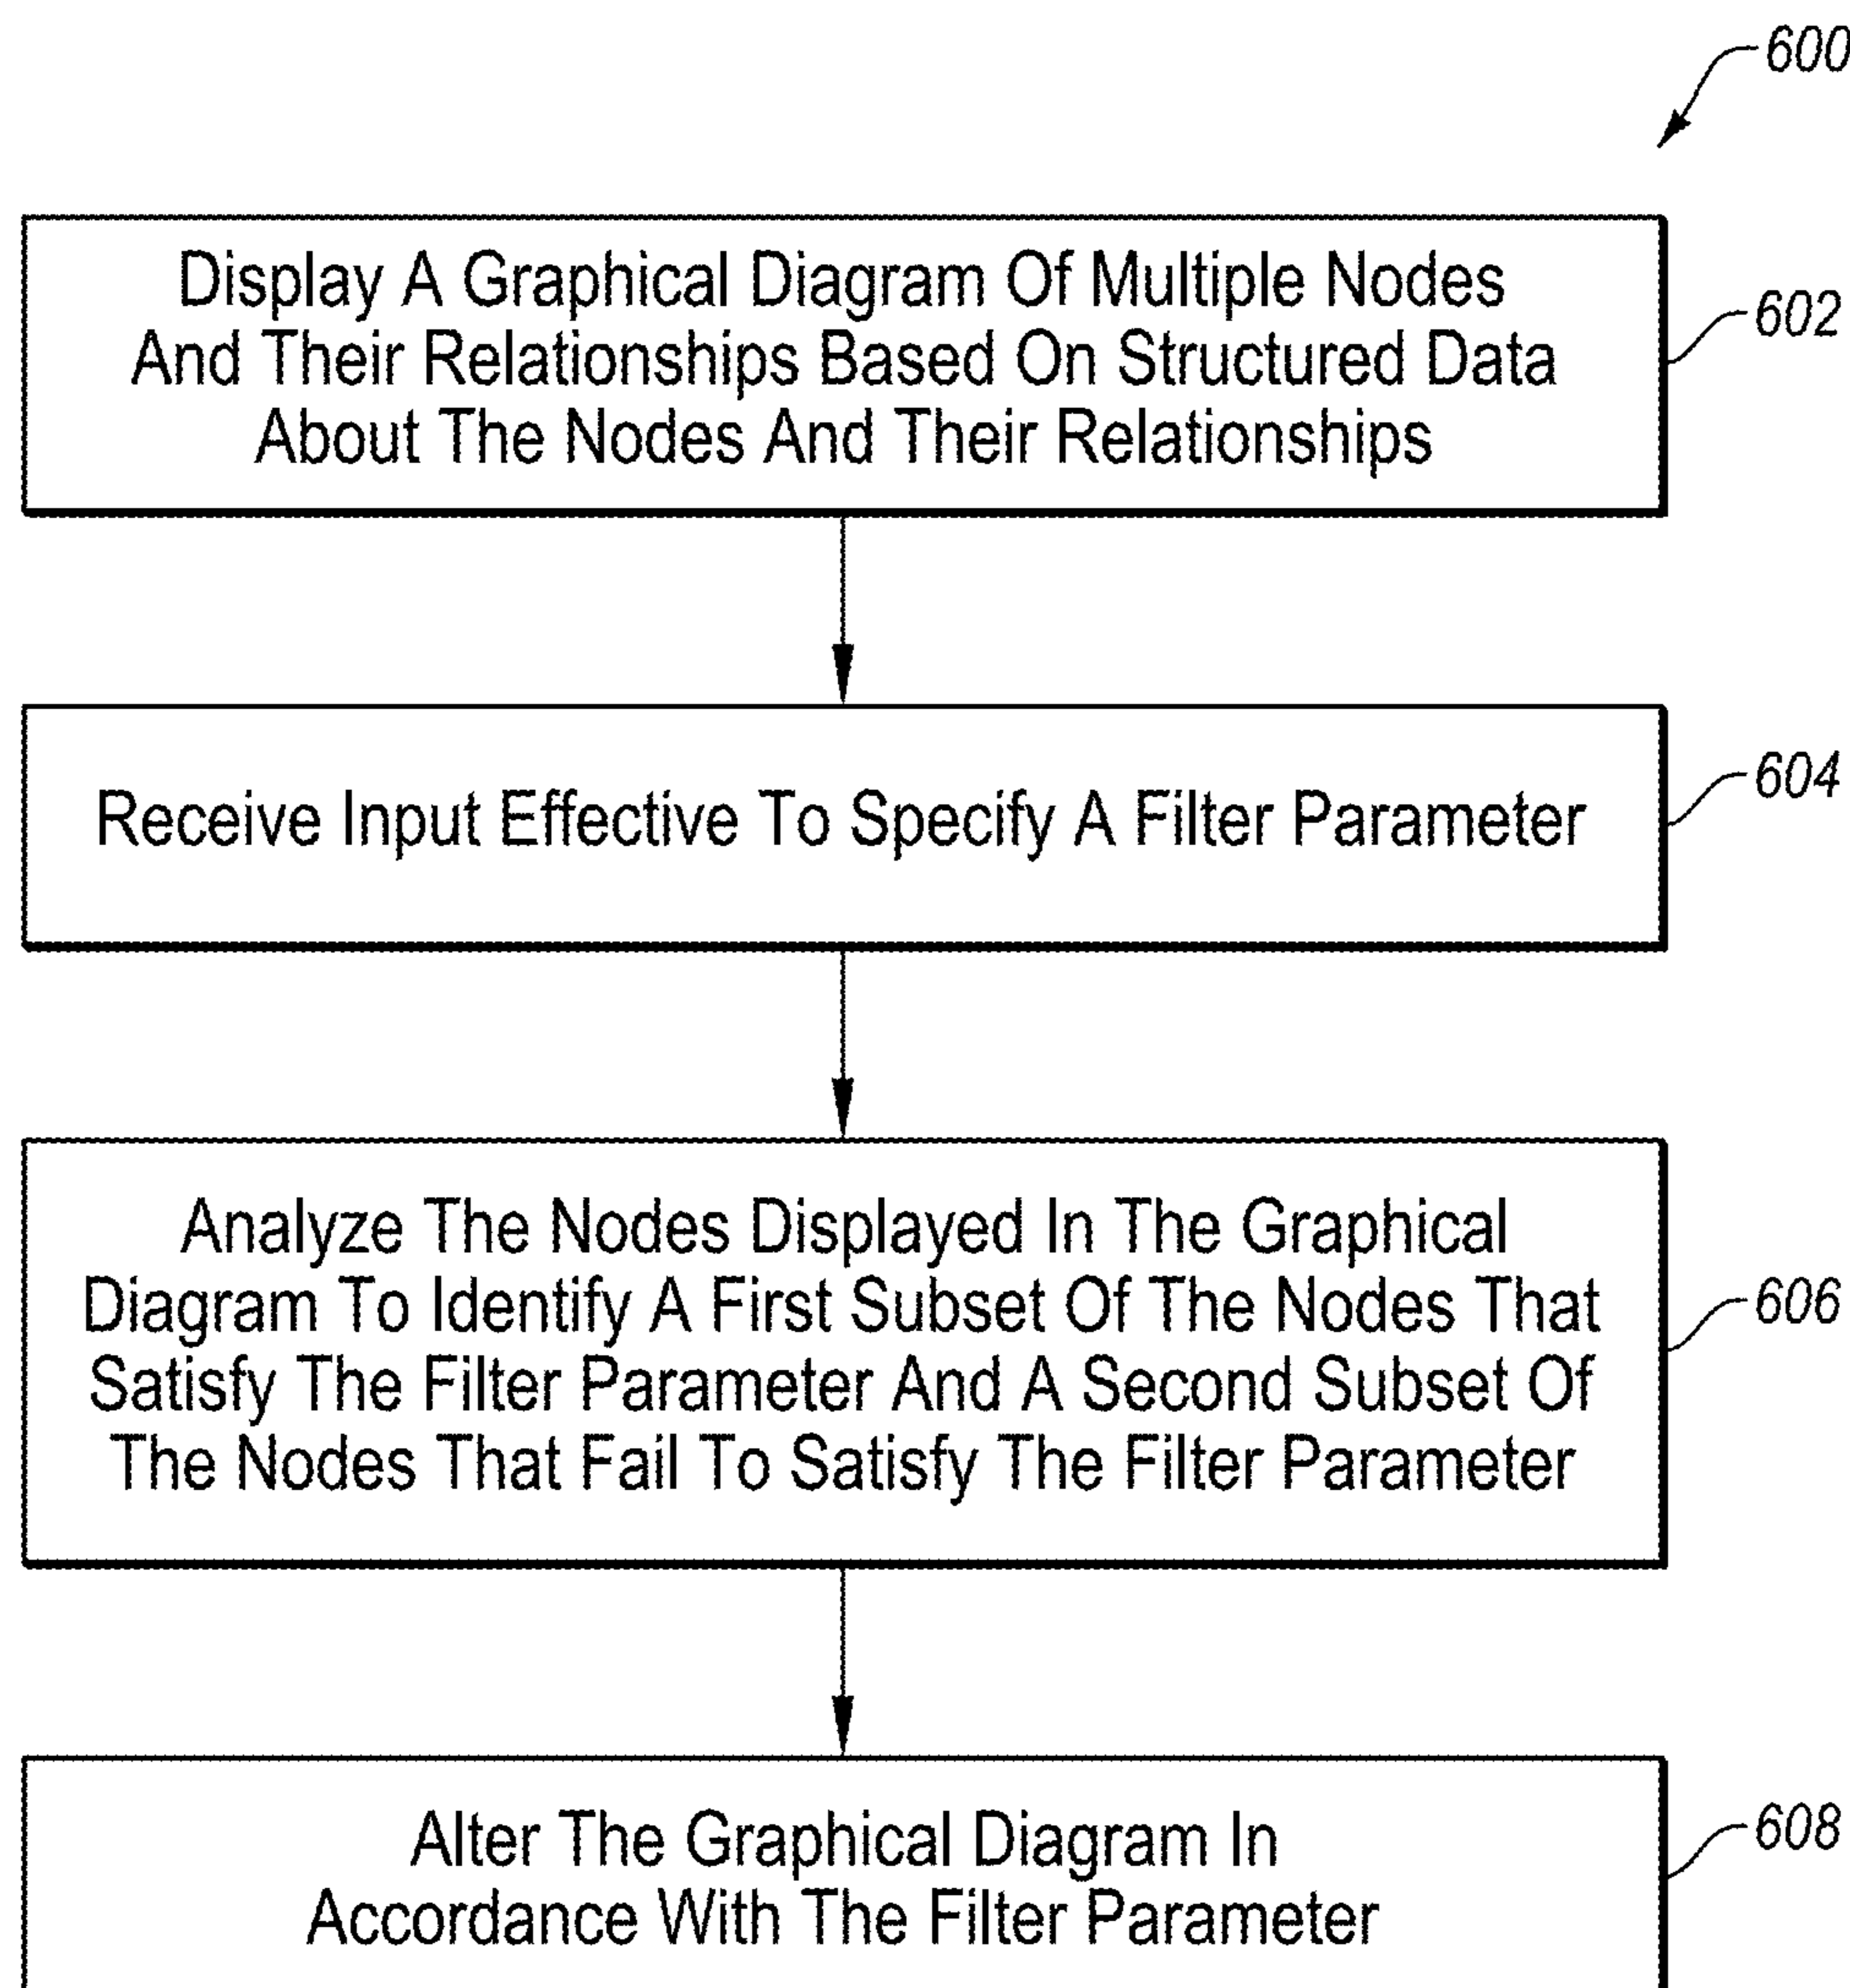 600
Display A Graphical Diagram Of Multiple Nodes
And Their Relationships Based On Structured Data
About The Nodes And Their Relationships
602
Receive Input Effective To Specify A Filter Parameter
604
Analyze The Nodes Displayed In The Graphical
Diagram To Identify A First Subset Of The Nodes That
Satisfy The Filter Parameter And A Second Subset Of
The Nodes That Fail To Satisfy The Filter Parameter
606
Alter The Graphical Diagram In
Accordance With The Filter Parameter
608